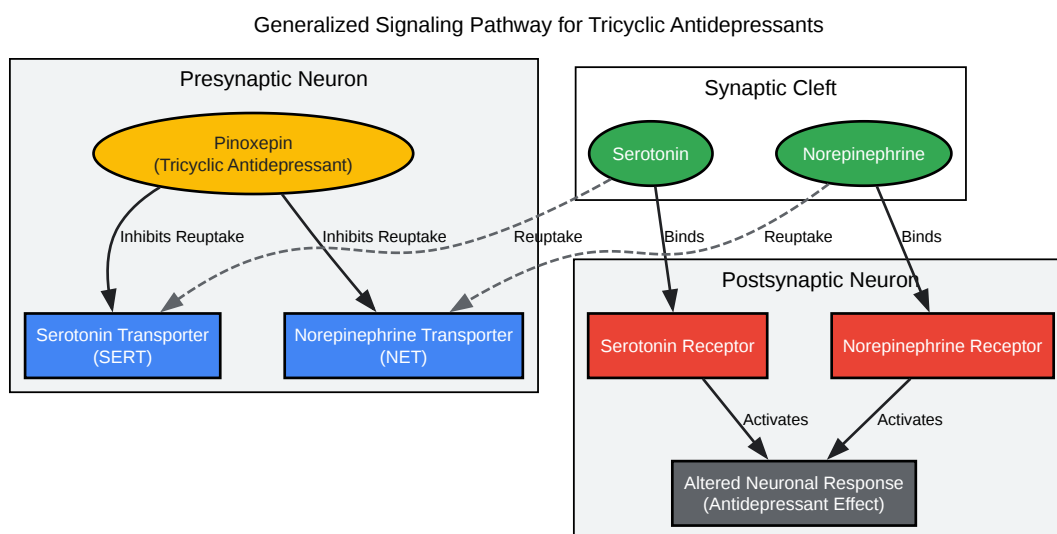 Generalized Signaling Pathway for Tricyclic Antidepressants
Presynaptic Neuron
Synaptic Cleft
Pinoxepin
(Tricyclic Antidepressant)
Serotonin
Norepinephrine
Inhibits Reuptake
Inhibits Reuptake
Reuptake
Binds
Reuptake
Binds
Postsynaptic Neuron
Serotonin Transporter
(SERT)
Norepinephrine Transporter
(NET)
Serotonin Receptor
Norepinephrine Receptor
Activates
Activates
Altered Neuronal Response
(Antidepressant Effect)